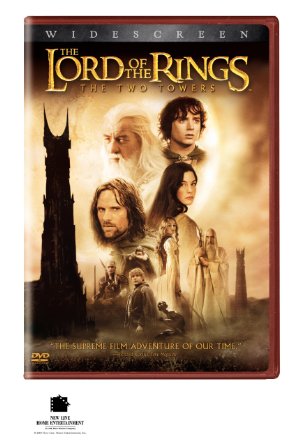 WIDESCREEN
THE
LORD OF THE RINGS
THE TWO TOWERS
"THE SUPREME FILM ADVENTURE OF OUR TIME."
DVD
NEW LINE
HOME ENTERTAINMENT